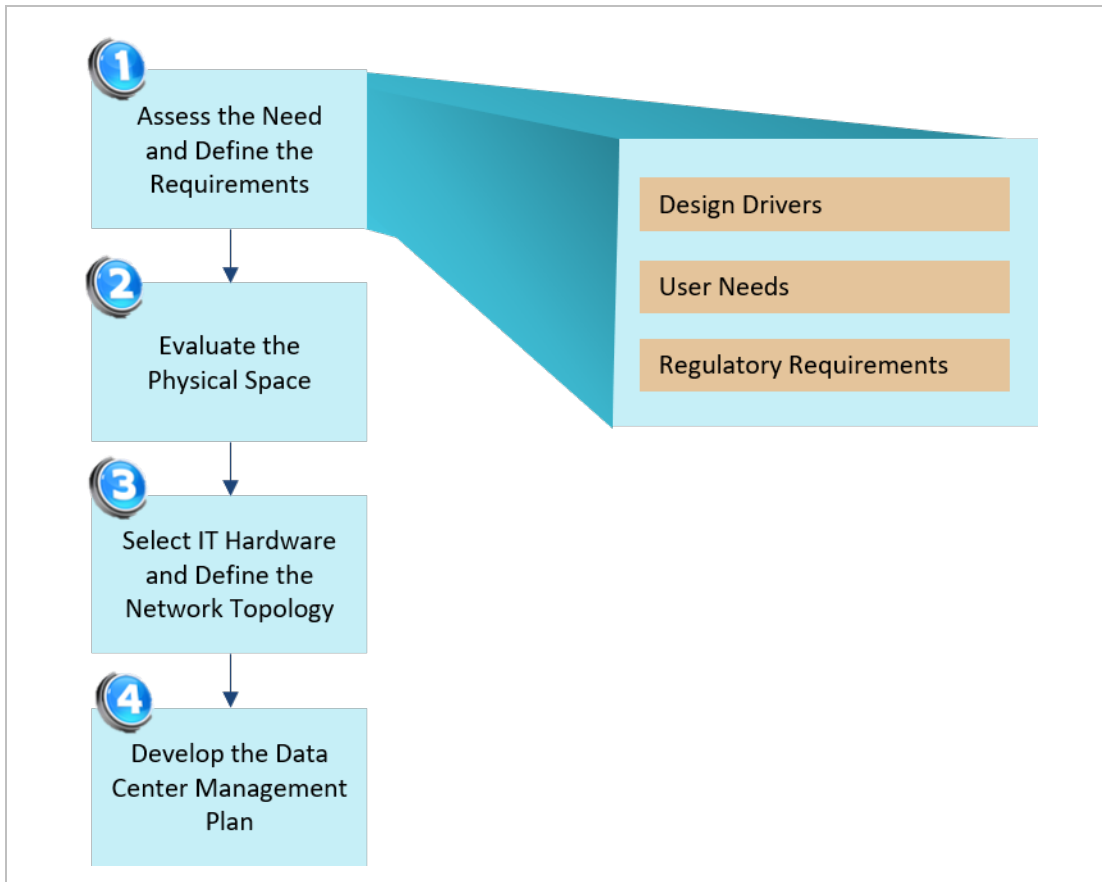 1
Assess the Need
and Define the
Requirements
Design Drivers
User Needs
Regulatory Requirements
2
Evaluate the
Physical Space
3
Select IT Hardware
and Define the
Network Topology
4
Develop the Data
Center Management
Plan